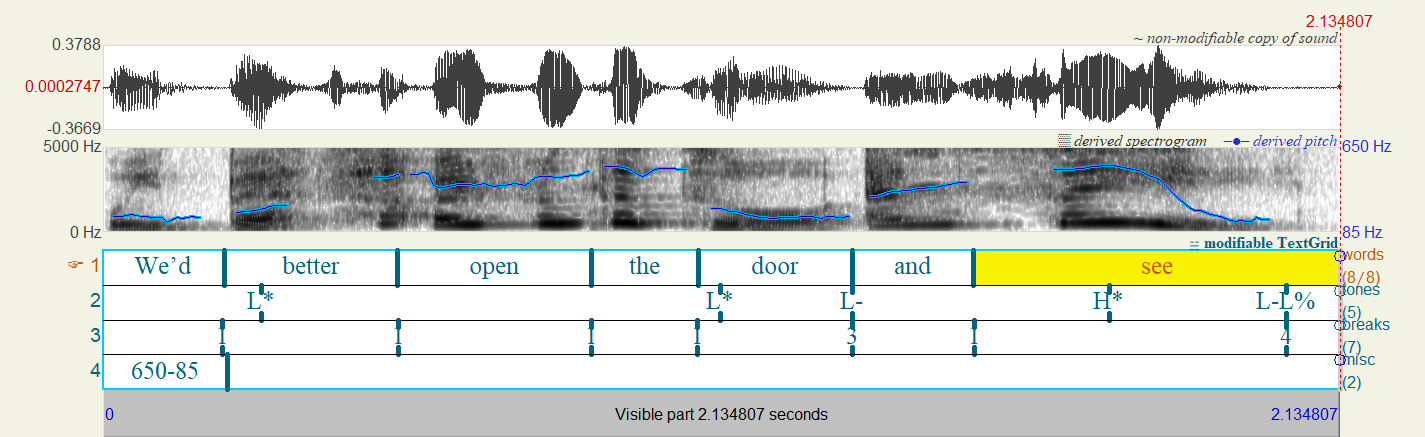 2.134807
~ non-modifiable copy of sound
0.3788
0.0002747
-0.3669
≡ derived spectrogram —●— derived pitch
5000 Hz 650 Hz
0 Hz 85 Hz
modifiable TextGrid
☞ 1 We'd better open the door and see words (8/8)
2 L* L* L- H* L-L% tones (5)
3 1 1 1 1 3 1 4 breaks (7)
4 650-85 misc (2)
0 Visible part 2.134807 seconds 2.134807